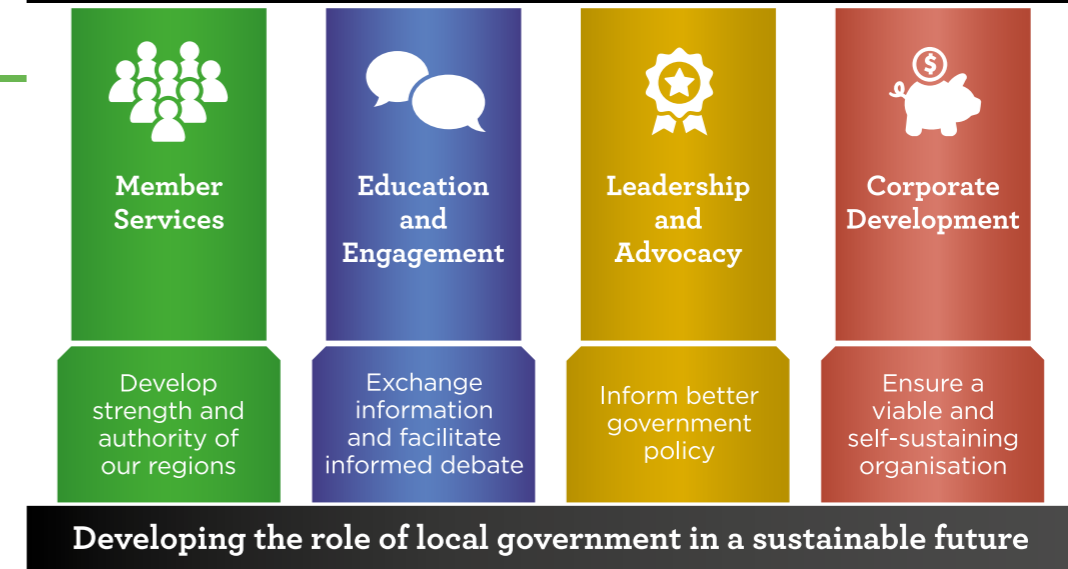 Member
Services
Education
and
Engagement
Leadership
and
Advocacy
Corporate
Development
Develop
strength and
authority of
our regions
Exchange
information
and facilitate
informed debate
Inform better
government
policy
Ensure a
viable and
self-sustaining
organisation
Developing the role of local government in a sustainable future